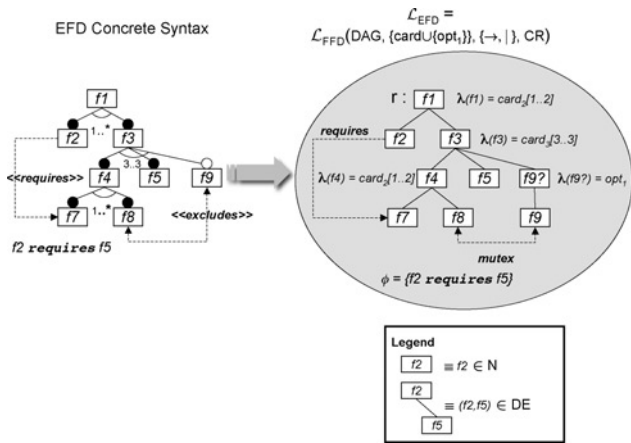 EFD Concrete Syntax
f1
f2
1..*
f3
3..3
<<requires>>
f4
f5
f9
f7
1..*
f8
<<excludes>>
f2 requires f5
ℒEFD =
ℒFFD(DAG, {card∪{opt₁}}, {→, | }, CR)
r :
f1
λ(f1) = card₂[1..2]
requires
f2
f3
λ(f3) = card₃[3..3]
λ(f4) = card₂[1..2]
f4
f5
f9?
λ(f9?) = opt₁
f7
f8
f9
mutex
ϕ = {f2 requires f5}
Legend
f2
≡ f2 ∈ N
f2
≡ (f2,f5) ∈ DE
f5